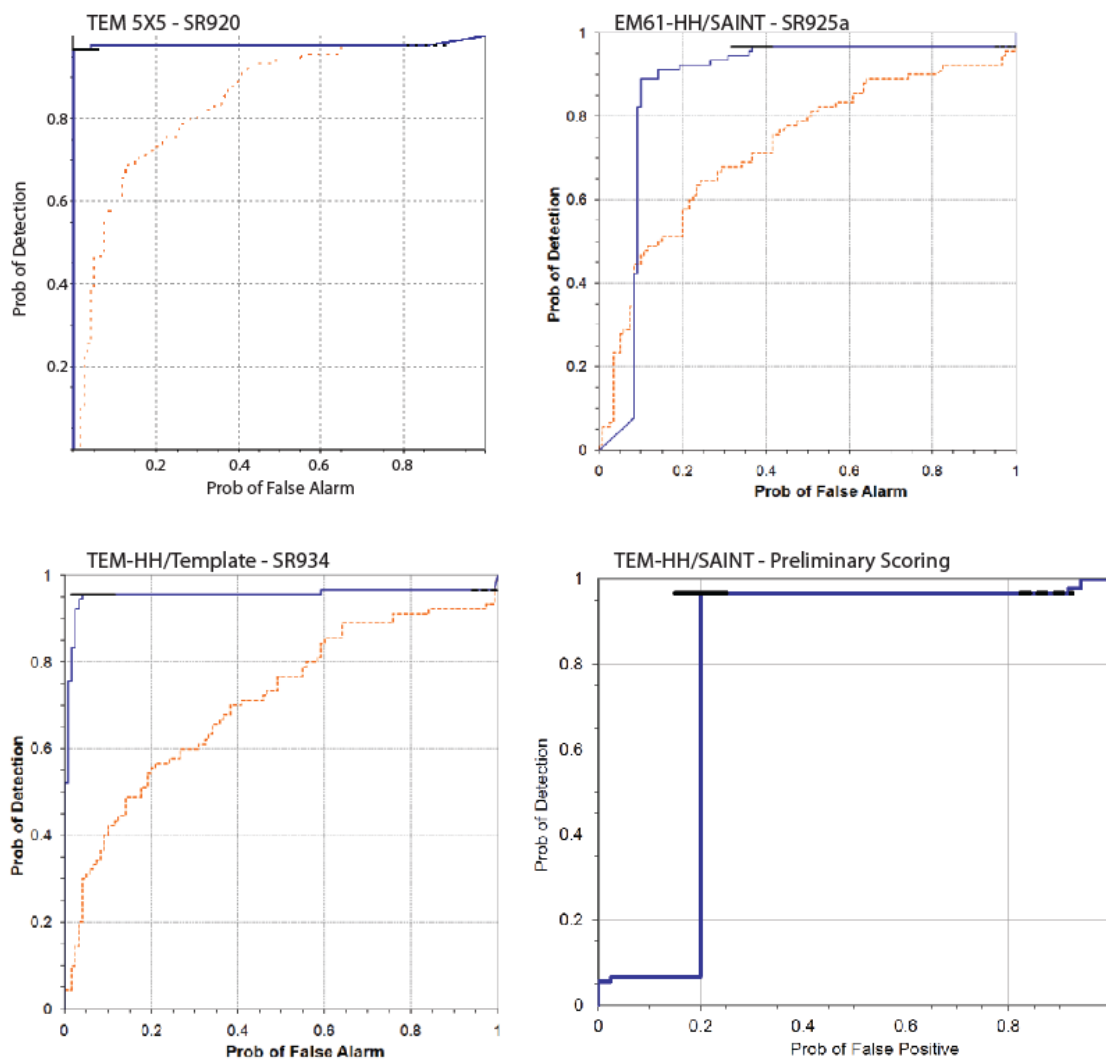 TEM 5X5 - SR920
0.8
0.6
0.4
0.2
Prob of Detection
0.2 0.4 0.6 0.8
Prob of False Alarm
EM61-HH/SAINT - SR925a
1
0.8
0.6
0.4
0.2
0
Prob of Detection
0 0.2 0.4 0.6 0.8 1
Prob of False Alarm
TEM-HH/Template - SR934
1
0.8
0.6
0.4
0.2
0
Prob of Detection
0 0.2 0.4 0.6 0.8 1
Prob of False Alarm
TEM-HH/SAINT - Preliminary Scoring
1
0.8
0.6
0.4
0.2
0
Prob of Detection
0 0.2 0.4 0.6 0.8
Prob of False Positive